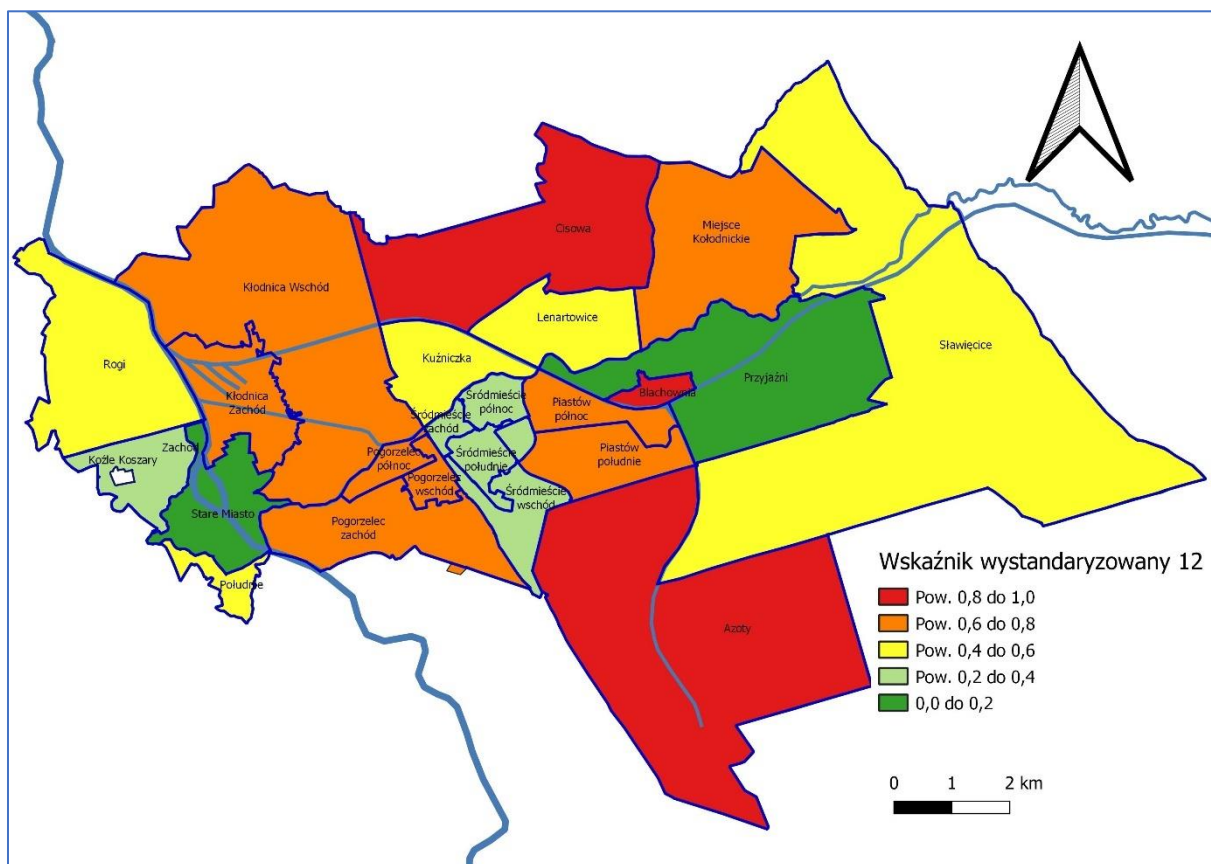 Cisowa
Miejsce
Kołodnickie
Kłodnica Wschód
Lenartowice
Sławięcice
Rogi
Kuźniczka
Przyjaźni
Blachownia
Kłodnica
Zachód
Śródmieście
północ
Piastów
północ
Śródmieście
zachód
Zachód
Koźle Koszary
Pogorzelec
północ
Śródmieście
południe
Piastów
południe
Pogorzelec
wschód
Śródmieście
wschód
Stare Miasto
Pogorzelec
zachód
Południe
Azoty
Wskaźnik wystandaryzowany 12
Pow. 0,8 do 1,0
Pow. 0,6 do 0,8
Pow. 0,4 do 0,6
Pow. 0,2 do 0,4
0,0 do 0,2
0 1 2 km